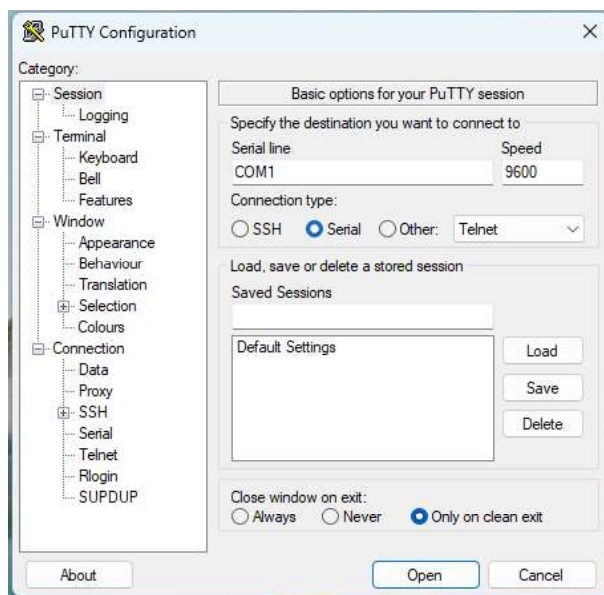 PuTTY Configuration
Category:
Session
Logging
Terminal
Keyboard
Bell
Features
Window
Appearance
Behaviour
Translation
Selection
Colours
Connection
Data
Proxy
SSH
Serial
Telnet
Rlogin
SUPDUP
Basic options for your PuTTY session
Specify the destination you want to connect to
Serial line Speed
COM1 9600
Connection type:
SSH Serial Other: Telnet
Load, save or delete a stored session
Saved Sessions
Default Settings
Load
Save
Delete
Close window on exit:
Always Never Only on clean exit
About Open Cancel